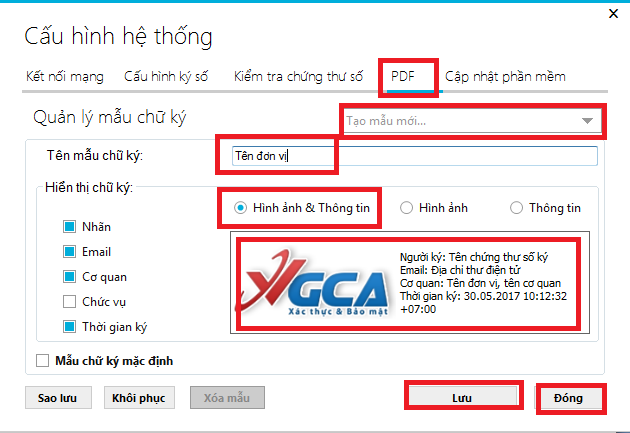 Cấu hình hệ thống
Kết nối mạng Cấu hình ký số Kiểm tra chứng thư số PDF Cập nhật phần mềm
Quản lý mẫu chữ ký Tạo mẫu mới...
Tên mẫu chữ ký: Tên đơn vị
Hiển thị chữ ký:
Hình ảnh & Thông tin Hình ảnh Thông tin
Nhãn
Email
Cơ quan
Chức vụ
Thời gian ký
VGCA
Xác thực & Bảo mật
Người ký: Tên chứng thư số ký
Email: Địa chỉ thư điện tử
Cơ quan: Tên đơn vị, tên cơ quan
Thời gian ký: 30.05.2017 10:12:32
+07:00
Mẫu chữ ký mặc định
Sao lưu Khôi phục Xóa mẫu Lưu Đóng